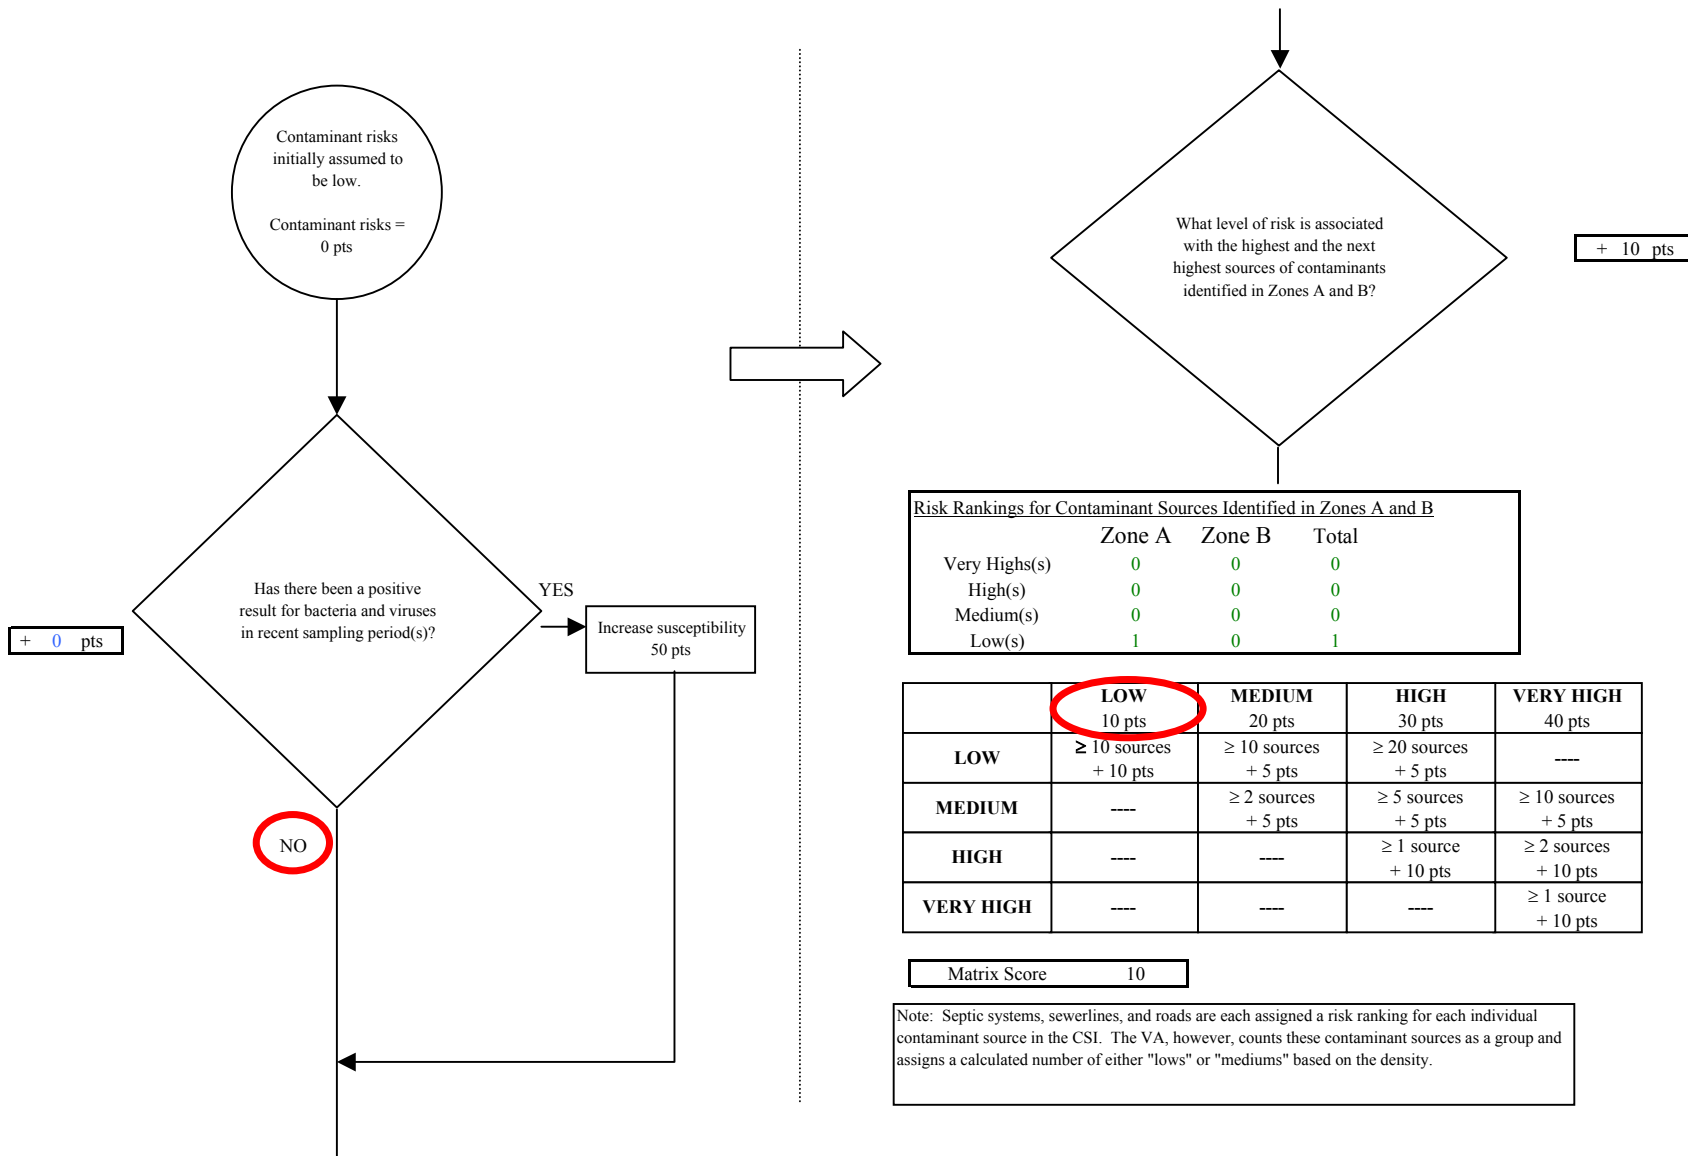 Contaminant risks
initially assumed to
be low.
Contaminant risks =
0 pts
Has there been a positive
result for bacteria and viruses
in recent sampling period(s)?
YES
Increase susceptibility
50 pts
+ 0 pts
NO
What level of risk is associated
with the highest and the next
highest sources of contaminants
identified in Zones A and B?
+ 10 pts
Risk Rankings for Contaminant Sources Identified in Zones A and B
Zone A Zone B Total
Very Highs(s) 0 0 0
High(s) 0 0 0
Medium(s) 0 0 0
Low(s) 1 0 1
LOW MEDIUM HIGH VERY HIGH
10 pts 20 pts 30 pts 40 pts
LOW ≥ 10 sources ≥ 10 sources ≥ 20 sources ----
+ 10 pts + 5 pts + 5 pts
MEDIUM ---- ≥ 2 sources ≥ 5 sources ≥ 10 sources
+ 5 pts + 5 pts + 5 pts
HIGH ---- ---- ≥ 1 source ≥ 2 sources
+ 10 pts + 10 pts
VERY HIGH ---- ---- ---- ≥ 1 source
+ 10 pts
Matrix Score 10
Note: Septic systems, sewerlines, and roads are each assigned a risk ranking for each individual
contaminant source in the CSI. The VA, however, counts these contaminant sources as a group and
assigns a calculated number of either "lows" or "mediums" based on the density.